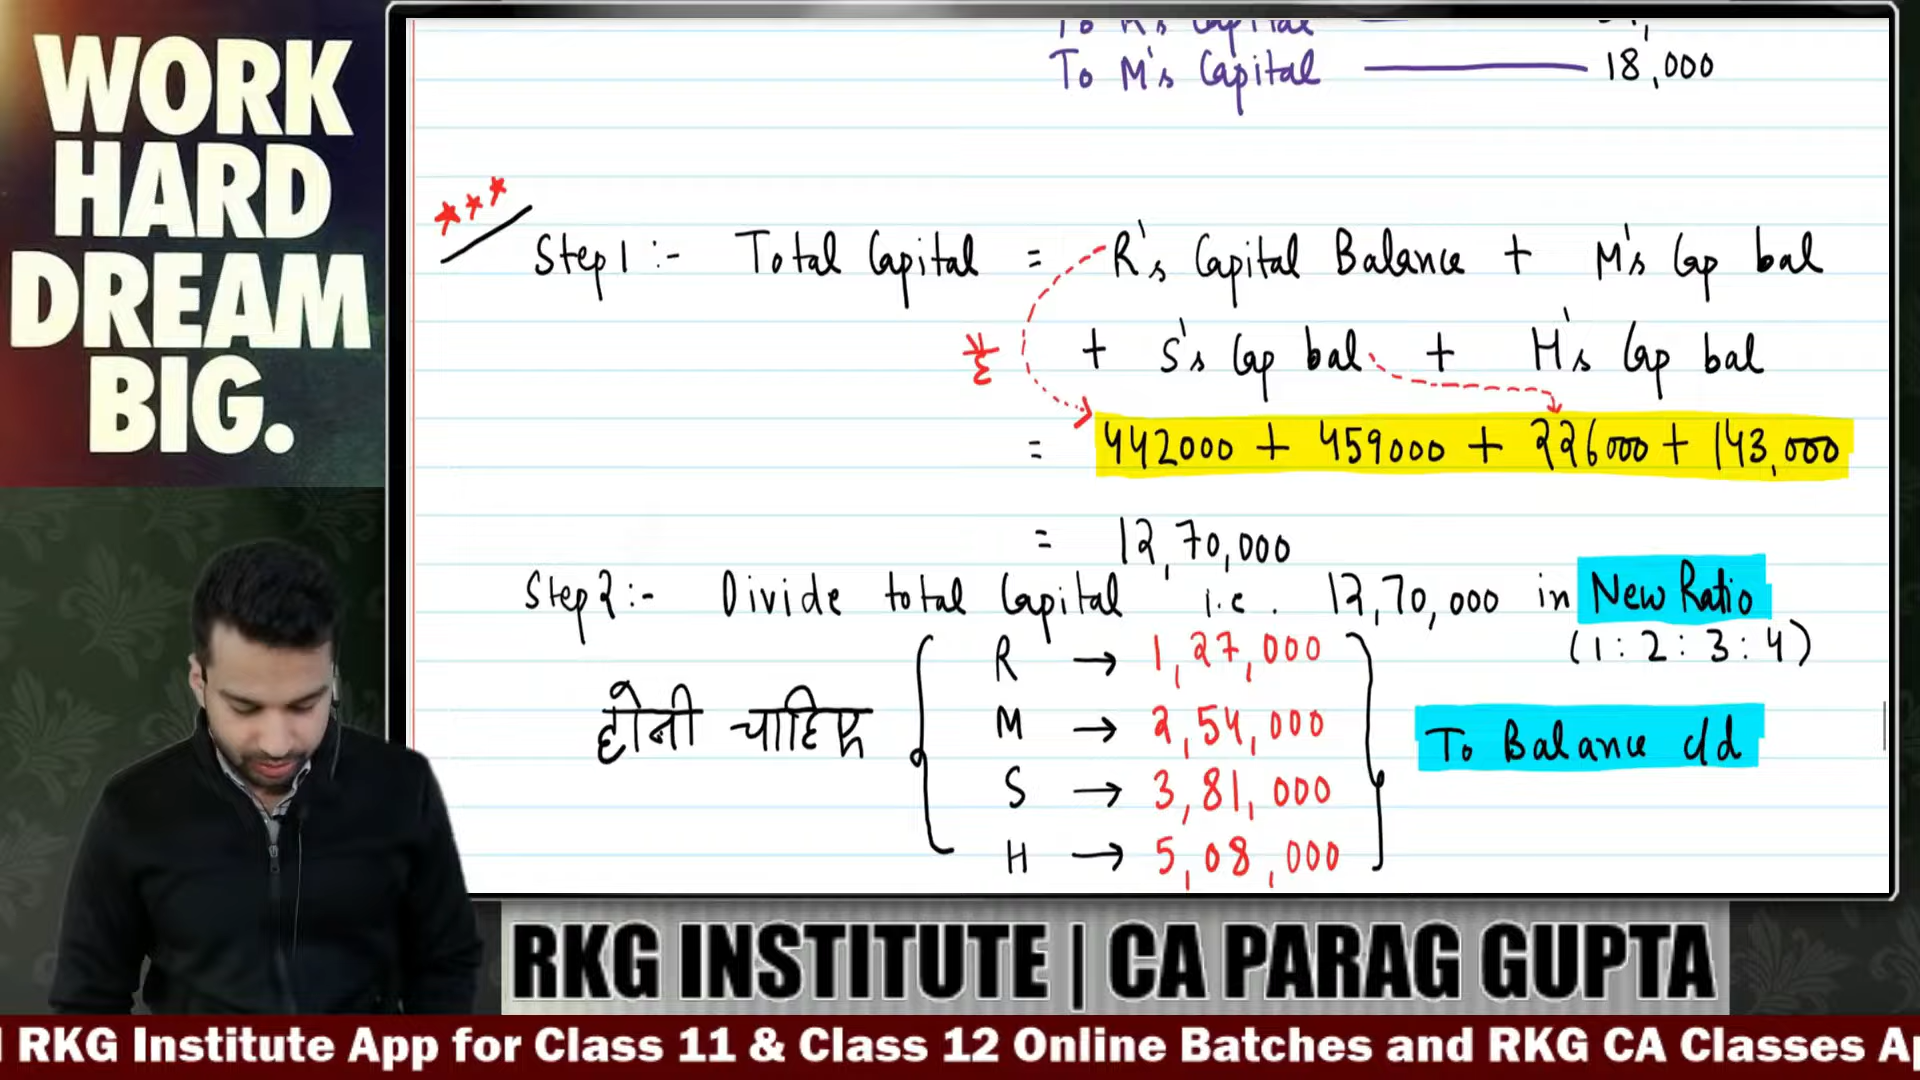 WORK
HARD
DREAM
BIG.
To R's Capital
To M's Capital 18,000
Step 1 :- Total Capital = R's Capital Balance + M's Cap bal
+ S's Cap bal + H's Cap bal
= 442000 + 459000 + 226000 + 143,000
= 12,70,000
Step 2 :- Divide total Capital i.e. 12,70,000 in New Ratio
(1 : 2 : 3 : 4)
R → 1,27,000
होनी चाहिए M → 2,54,000 To Balance c/d
S → 3,81,000
H → 5,08,000
RKG INSTITUTE | CA PARAG GUPTA
RKG Institute App for Class 11 & Class 12 Online Batches and RKG CA Classes